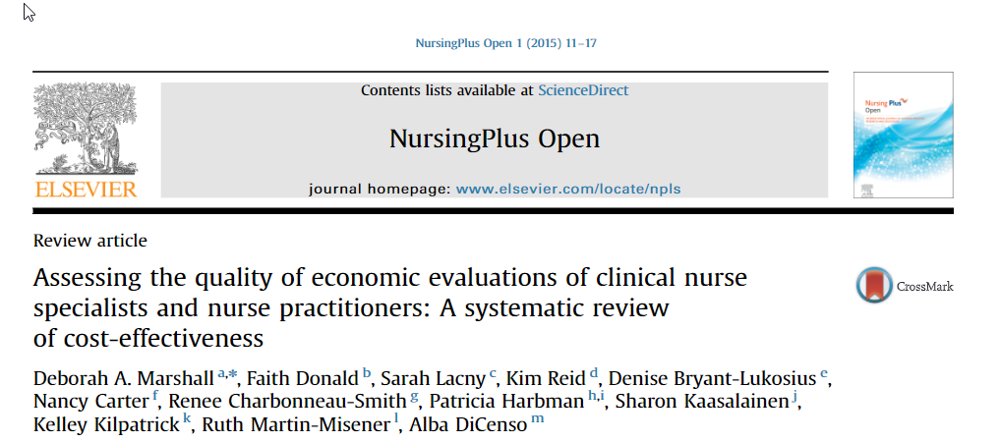 NursingPlus Open 1 (2015) 11–17
Contents lists available at ScienceDirect
NursingPlus Open
journal homepage: www.elsevier.com/locate/npls
ELSEVIER
Nursing Plus
Open
Review article
Assessing the quality of economic evaluations of clinical nurse
specialists and nurse practitioners: A systematic review
of cost-effectiveness
CrossMark
Deborah A. Marshall a,*, Faith Donald b, Sarah Lacny c, Kim Reid d, Denise Bryant-Lukosius e,
Nancy Carter f, Renee Charbonneau-Smith g, Patricia Harbman h,i, Sharon Kaasalainen j,
Kelley Kilpatrick k, Ruth Martin-Misener l, Alba DiCenso m